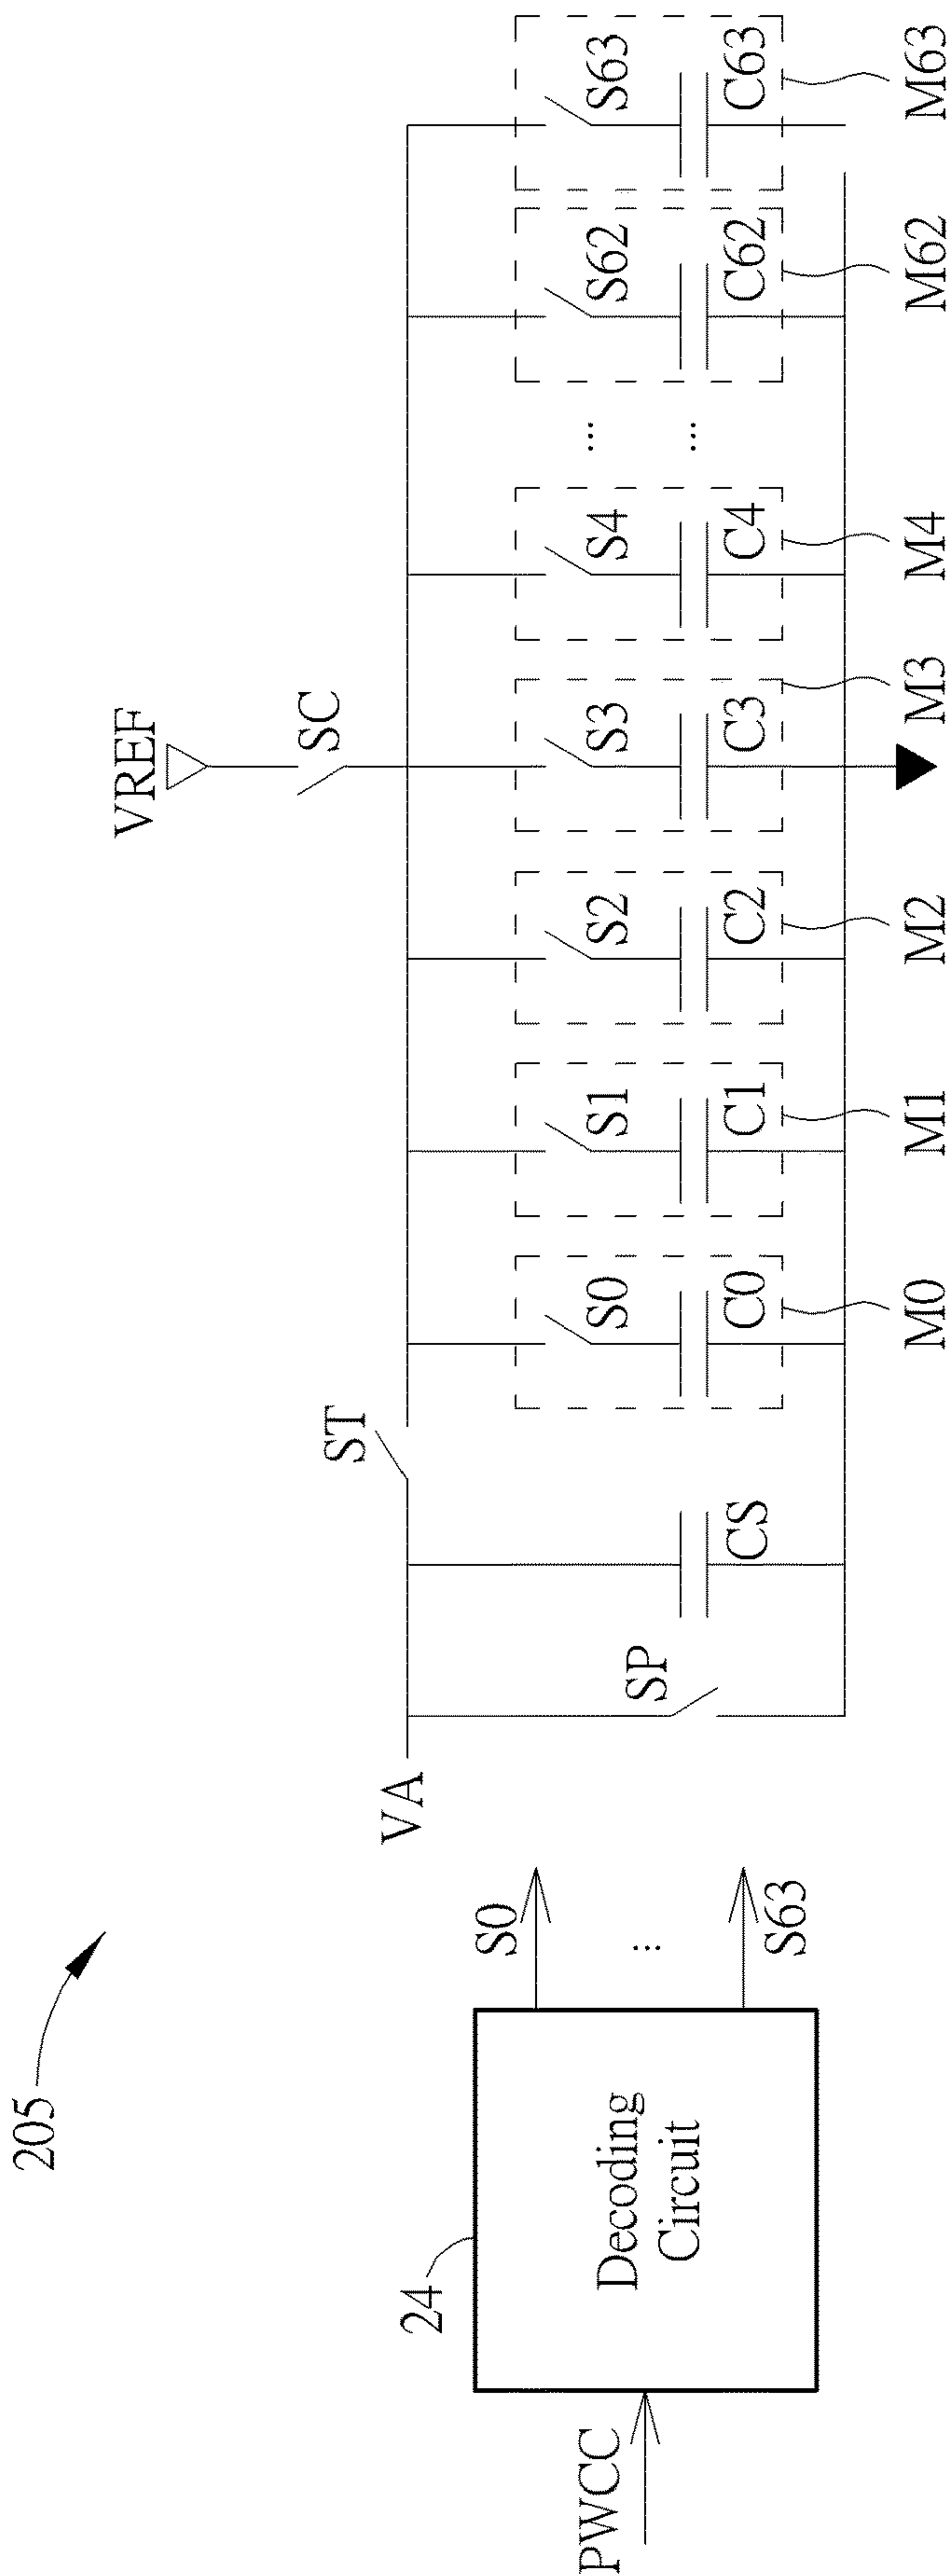 205
VREF
SC
ST
VA
SP
CS
S0
S1
S2
S3
S4
...
S62
S63
C0
C1
C2
C3
C4
...
C62
C63
M0
M1
M2
M3
M4
M62
M63
24
PWCC
Decoding
Circuit
S0
...
S63